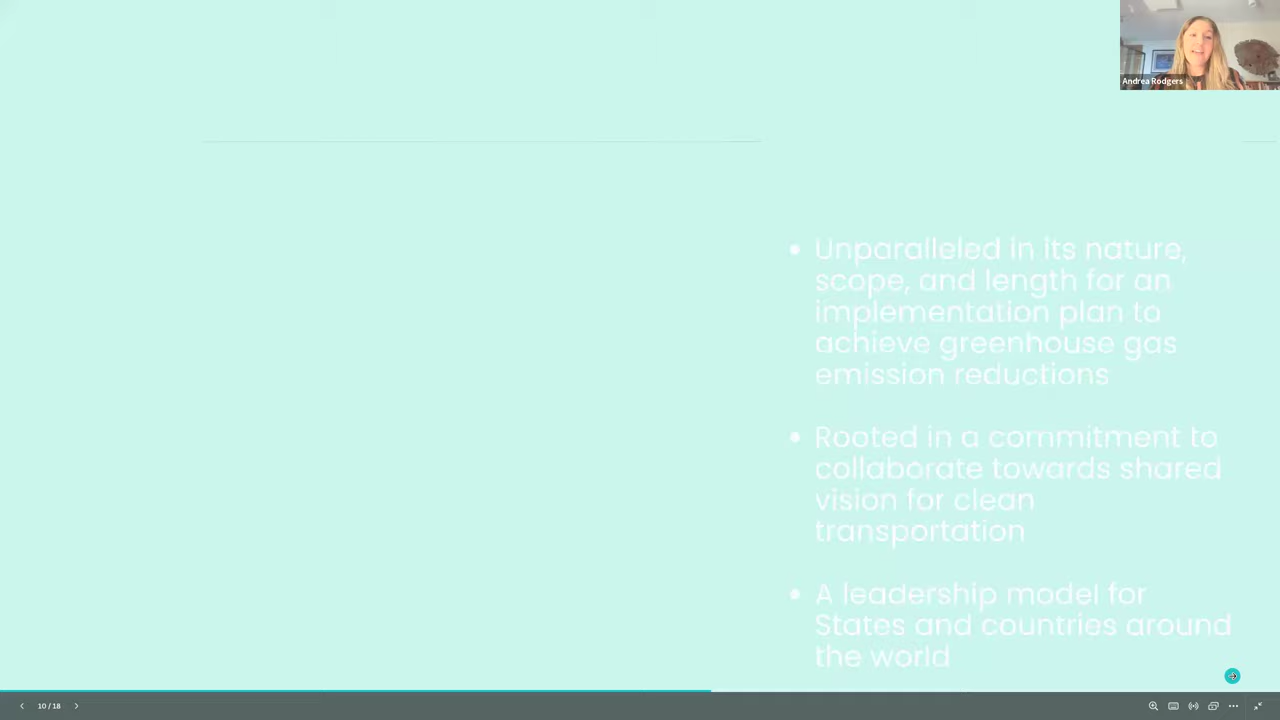 Andrea Rodgers
• Unparalleled in its nature,
scope, and length for an
implementation plan to
achieve greenhouse gas
emission reductions
• Rooted in a commitment to
collaborate towards shared
vision for clean
transportation
• A leadership model for
States and countries around
the world
10 / 18